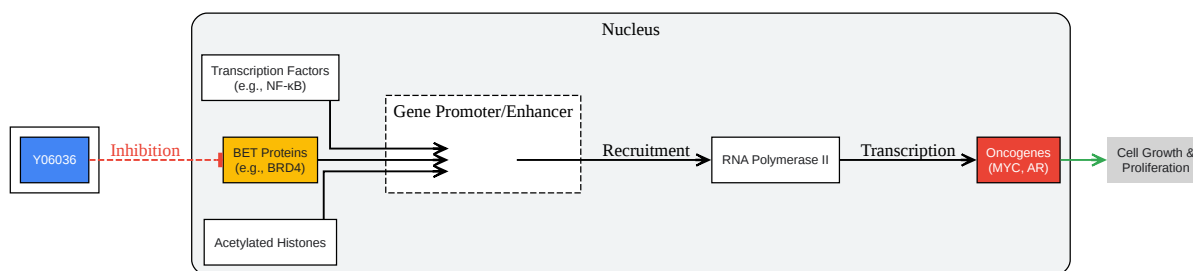 Nucleus
Transcription Factors
(e.g., NF-κB)
Gene Promoter/Enhancer
Y06036
Inhibition
BET Proteins
(e.g., BRD4)
Recruitment
RNA Polymerase II
Transcription
Oncogenes
(MYC, AR)
Cell Growth &
Proliferation
Acetylated Histones